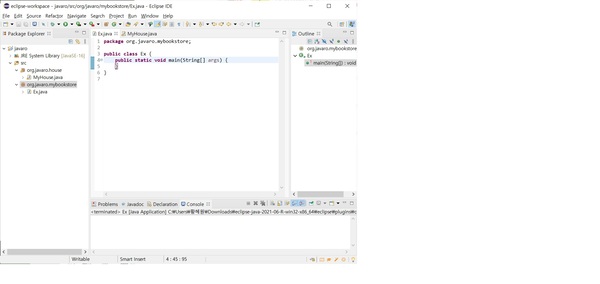 eclipse-workspace - javaro/src/org/javaro/mybookstore/Ex.java - Eclipse IDE
File Edit Source Refactor Navigate Search Project Run Window Help
Package Explorer
javaro
JRE System Library [JavaSE-16]
src
org.javaro.house
MyHouse.java
org.javaro.mybookstore
Ex.java
Ex.java MyHouse.java
1 package org.javaro.mybookstore;
2
3 public class Ex {
4 public static void main(String[] args) {
5 }
6 }
7
Outline
org.javaro.mybookstore
Ex
main(String[]) : void
Problems Javadoc Declaration Console
<terminated> Ex [Java Application] C:₩Users₩황혜원₩Downloads₩eclipse-java-2021-06-R-win32-x86_64₩eclipse₩plugins₩
Writable Smart Insert 4 : 45 : 95